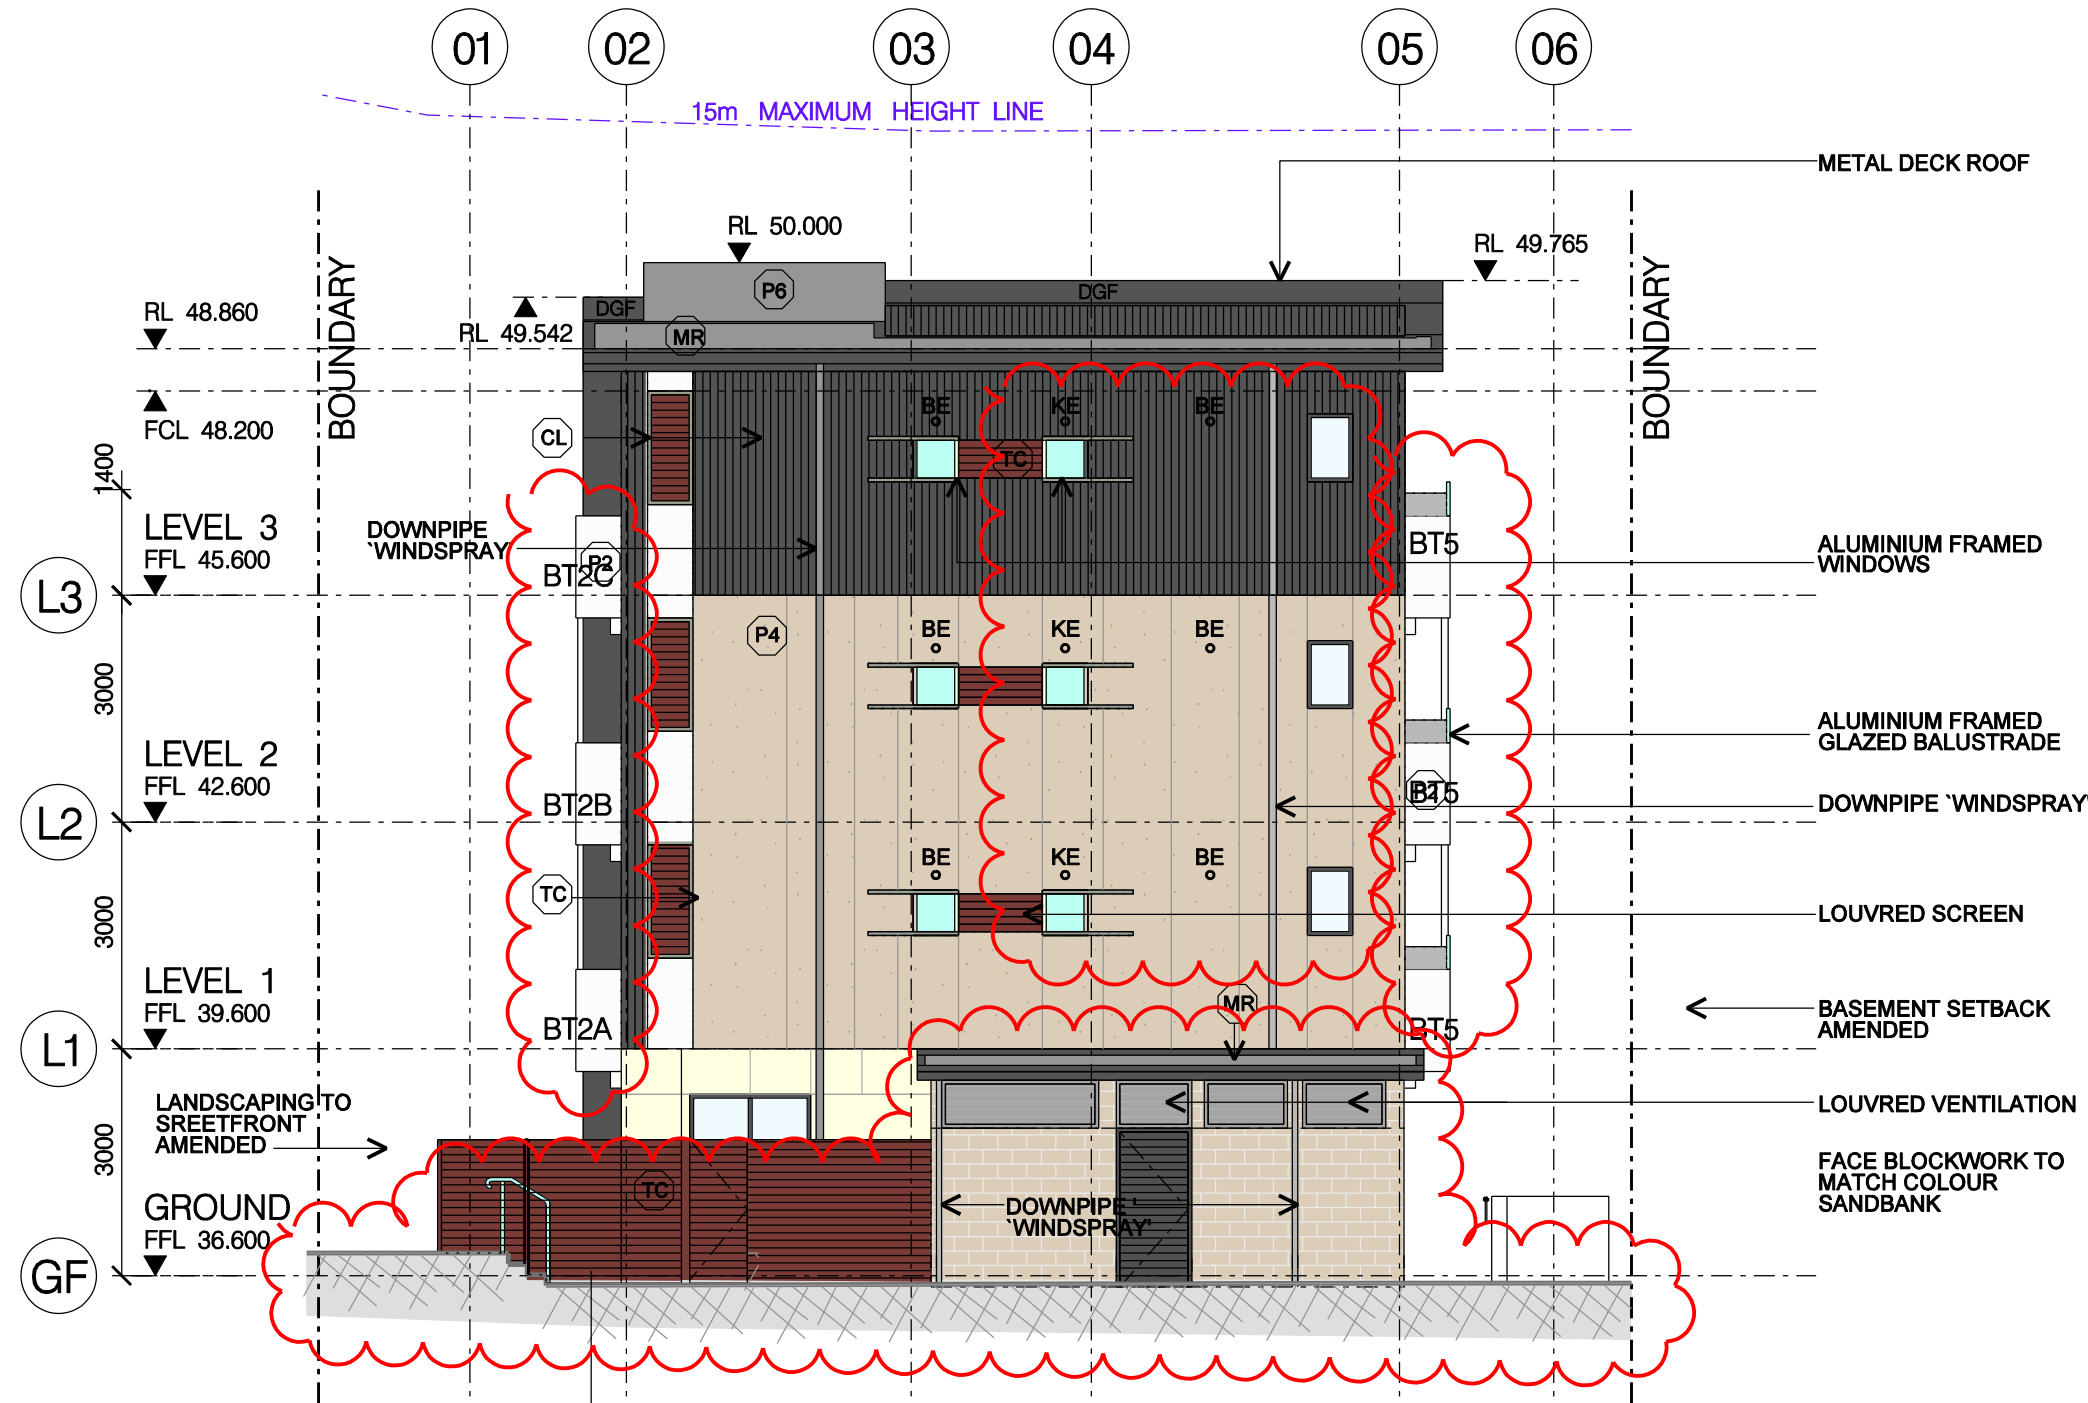 01
02
03
04
05
06
15m MAXIMUM HEIGHT LINE
METAL DECK ROOF
RL 50.000
RL 49.765
BOUNDARY
BOUNDARY
P6
DGF
DGF
RL 48.860
RL 49.542
MR
FCL 48.200
CL
BE
KE
BE
TC
1400
LEVEL 3
FFL 45.600
DOWNPIPE
`WINDSPRAY'
P2
BT2C
BT5
ALUMINIUM FRAMED
WINDOWS
L3
P4
BE
KE
BE
3000
LEVEL 2
FFL 42.600
ALUMINIUM FRAMED
GLAZED BALUSTRADE
BT2B
P2
BT5
DOWNPIPE `WINDSPRAY'
L2
BE
KE
BE
TC
3000
LOUVRED SCREEN
LEVEL 1
FFL 39.600
MR
BT2A
BT5
BASEMENT SETBACK
AMENDED
L1
LANDSCAPING TO
SREETFRONT
AMENDED
LOUVRED VENTILATION
3000
TC
FACE BLOCKWORK TO
MATCH COLOUR
SANDBANK
GROUND
FFL 36.600
DOWNPIPE '
`WINDSPRAY'
GF